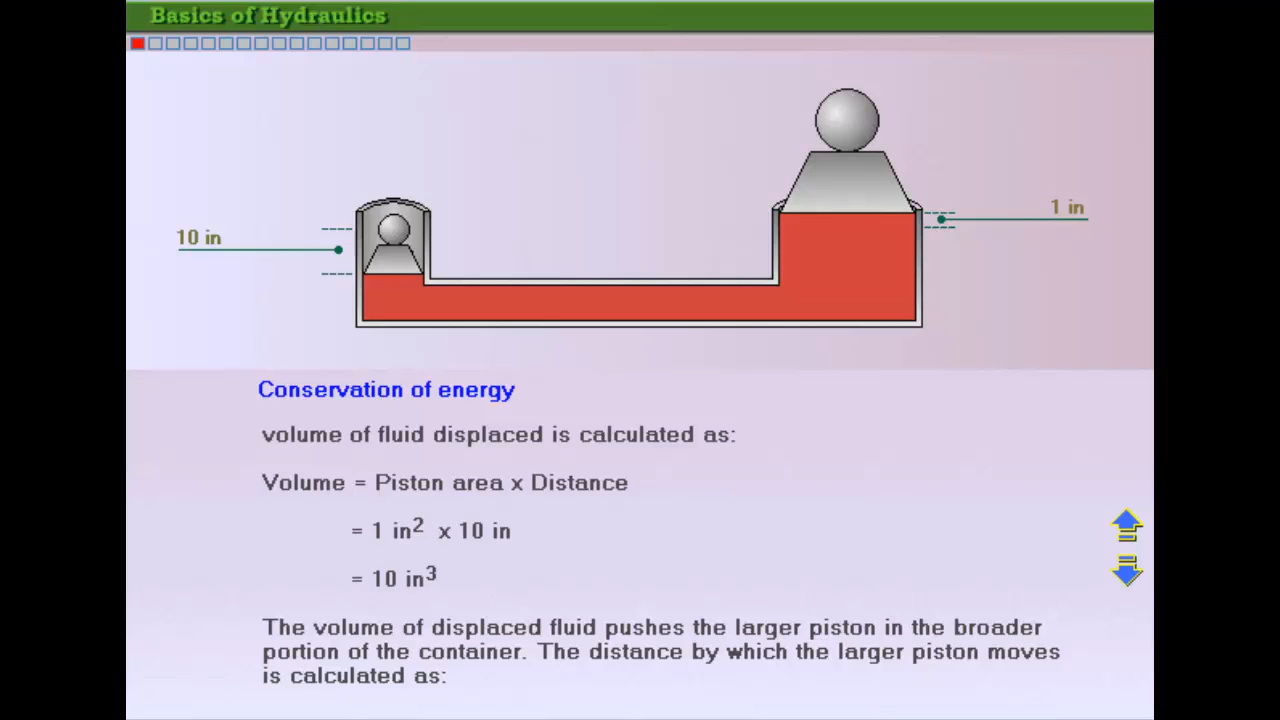 Basics of Hydraulics
10 in
1 in
Conservation of energy
volume of fluid displaced is calculated as:
Volume = Piston area x Distance
= 1 in² x 10 in
= 10 in³
The volume of displaced fluid pushes the larger piston in the broader
portion of the container. The distance by which the larger piston moves
is calculated as: